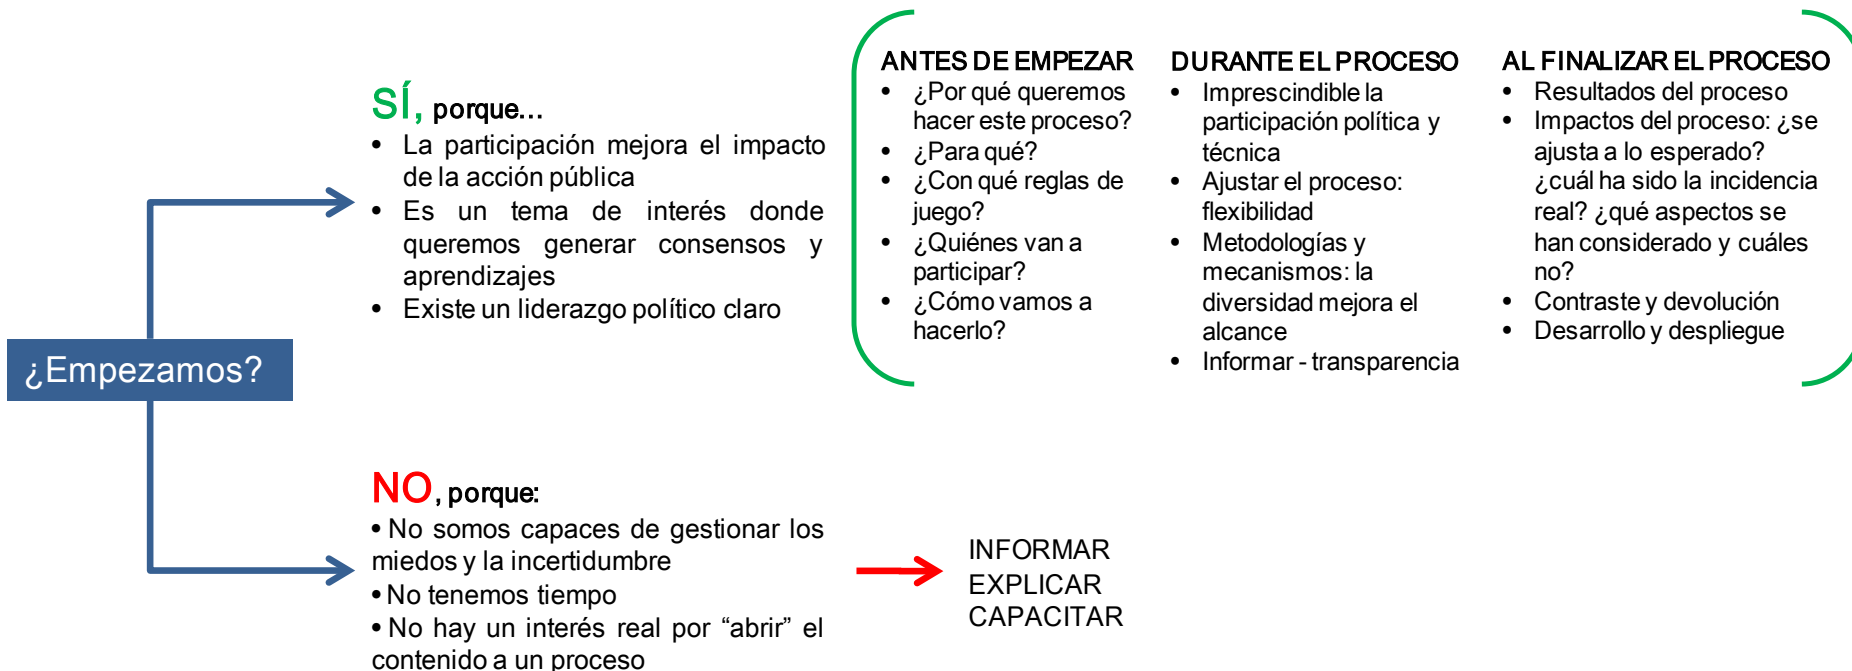 ¿Empezamos?
SÍ, porque...
• La participación mejora el impacto
de la acción pública
• Es un tema de interés donde
queremos generar consensos y
aprendizajes
• Existe un liderazgo político claro
ANTES DE EMPEZAR
• ¿Por qué queremos
hacer este proceso?
• ¿Para qué?
• ¿Con qué reglas de
juego?
• ¿Quiénes van a
participar?
• ¿Cómo vamos a
hacerlo?
DURANTE EL PROCESO
• Imprescindible la
participación política y
técnica
• Ajustar el proceso:
flexibilidad
• Metodologías y
mecanismos: la
diversidad mejora el
alcance
• Informar - transparencia
AL FINALIZAR EL PROCESO
• Resultados del proceso
• Impactos del proceso: ¿se
ajusta a lo esperado?
¿cuál ha sido la incidencia
real? ¿qué aspectos se
han considerado y cuáles
no?
• Contraste y devolución
• Desarrollo y despliegue
NO, porque:
• No somos capaces de gestionar los
miedos y la incertidumbre
• No tenemos tiempo
• No hay un interés real por “abrir” el
contenido a un proceso
INFORMAR
EXPLICAR
CAPACITAR